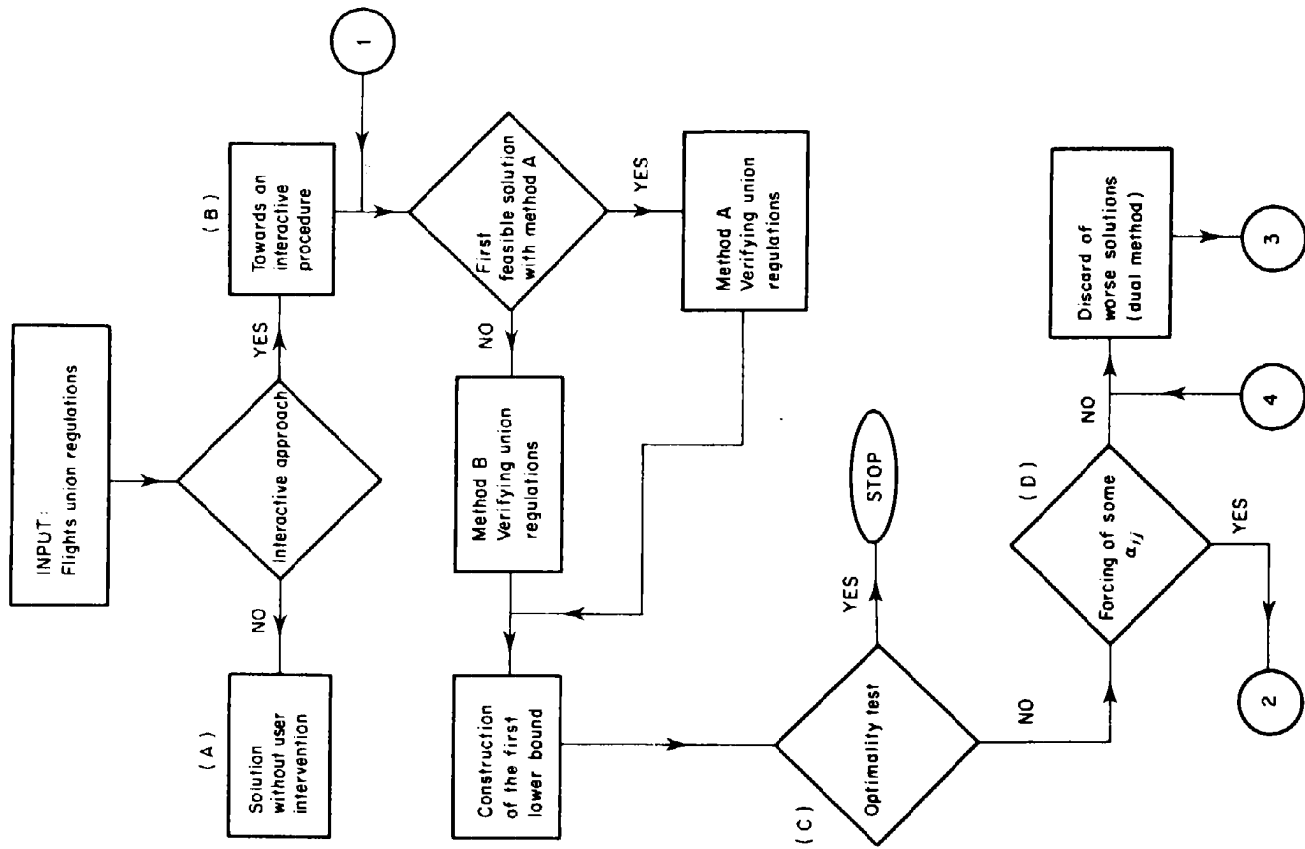 INPUT:
Flights union regulations
Interactive approach
NO
YES
(A)
Solution
without user
intervention
(B)
Towards an
interactive
procedure
1
First
feasible solution
with method A
NO
YES
Method B
Verifying union
regulations
Method A
Verifying union
regulations
Construction
of the first
lower bound
(C)
Optimality test
YES
STOP
NO
(D)
Forcing of some
αij
NO
YES
2
4
Discard of
worse solutions
(dual method)
3